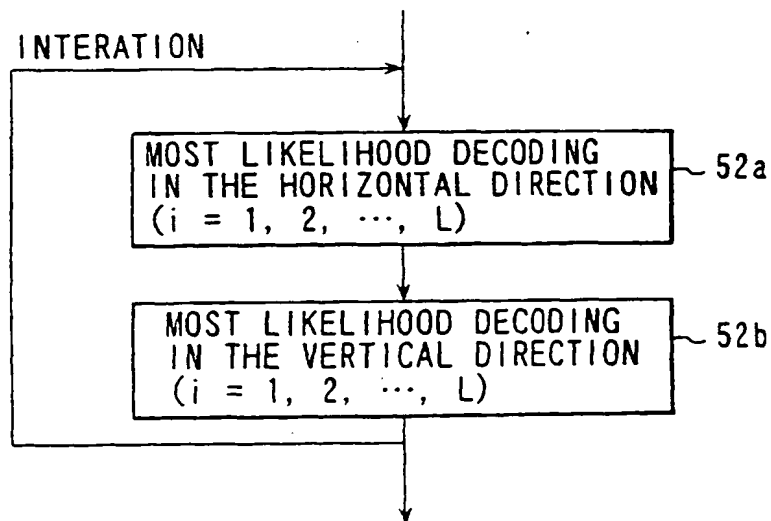 INTERATION
MOST LIKELIHOOD DECODING
IN THE HORIZONTAL DIRECTION
(i = 1, 2, ···, L)
52a
MOST LIKELIHOOD DECODING
IN THE VERTICAL DIRECTION
(i = 1, 2, ···, L)
52b